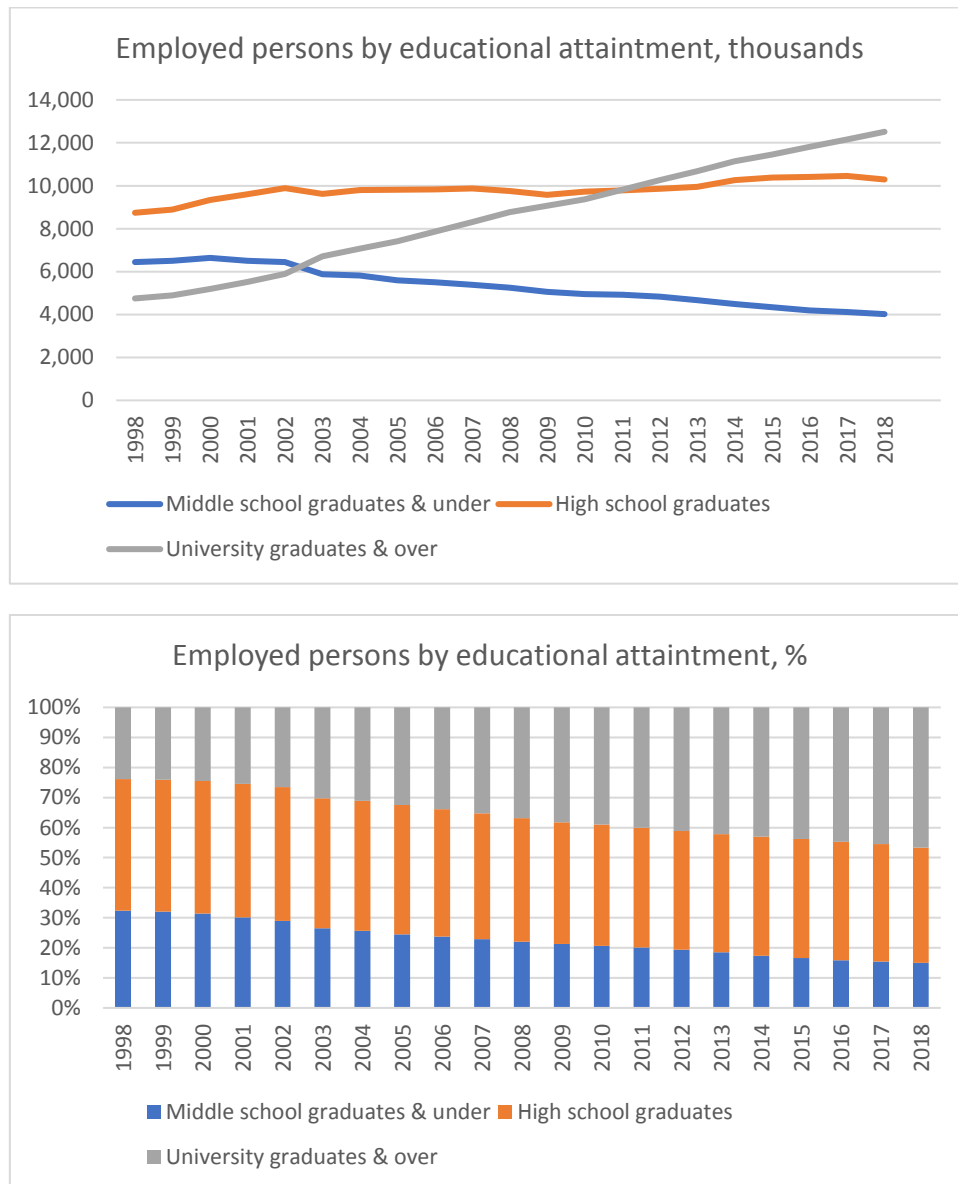 Employed persons by educational attaintment, thousands
14,000
12,000
10,000
8,000
6,000
4,000
2,000
0
1998 1999 2000 2001 2002 2003 2004 2005 2006 2007 2008 2009 2010 2011 2012 2013 2014 2015 2016 2017 2018
Middle school graduates & under High school graduates
University graduates & over
Employed persons by educational attaintment, %
100%
90%
80%
70%
60%
50%
40%
30%
20%
10%
0%
1998 1999 2000 2001 2002 2003 2004 2005 2006 2007 2008 2009 2010 2011 2012 2013 2014 2015 2016 2017 2018
Middle school graduates & under High school graduates
University graduates & over